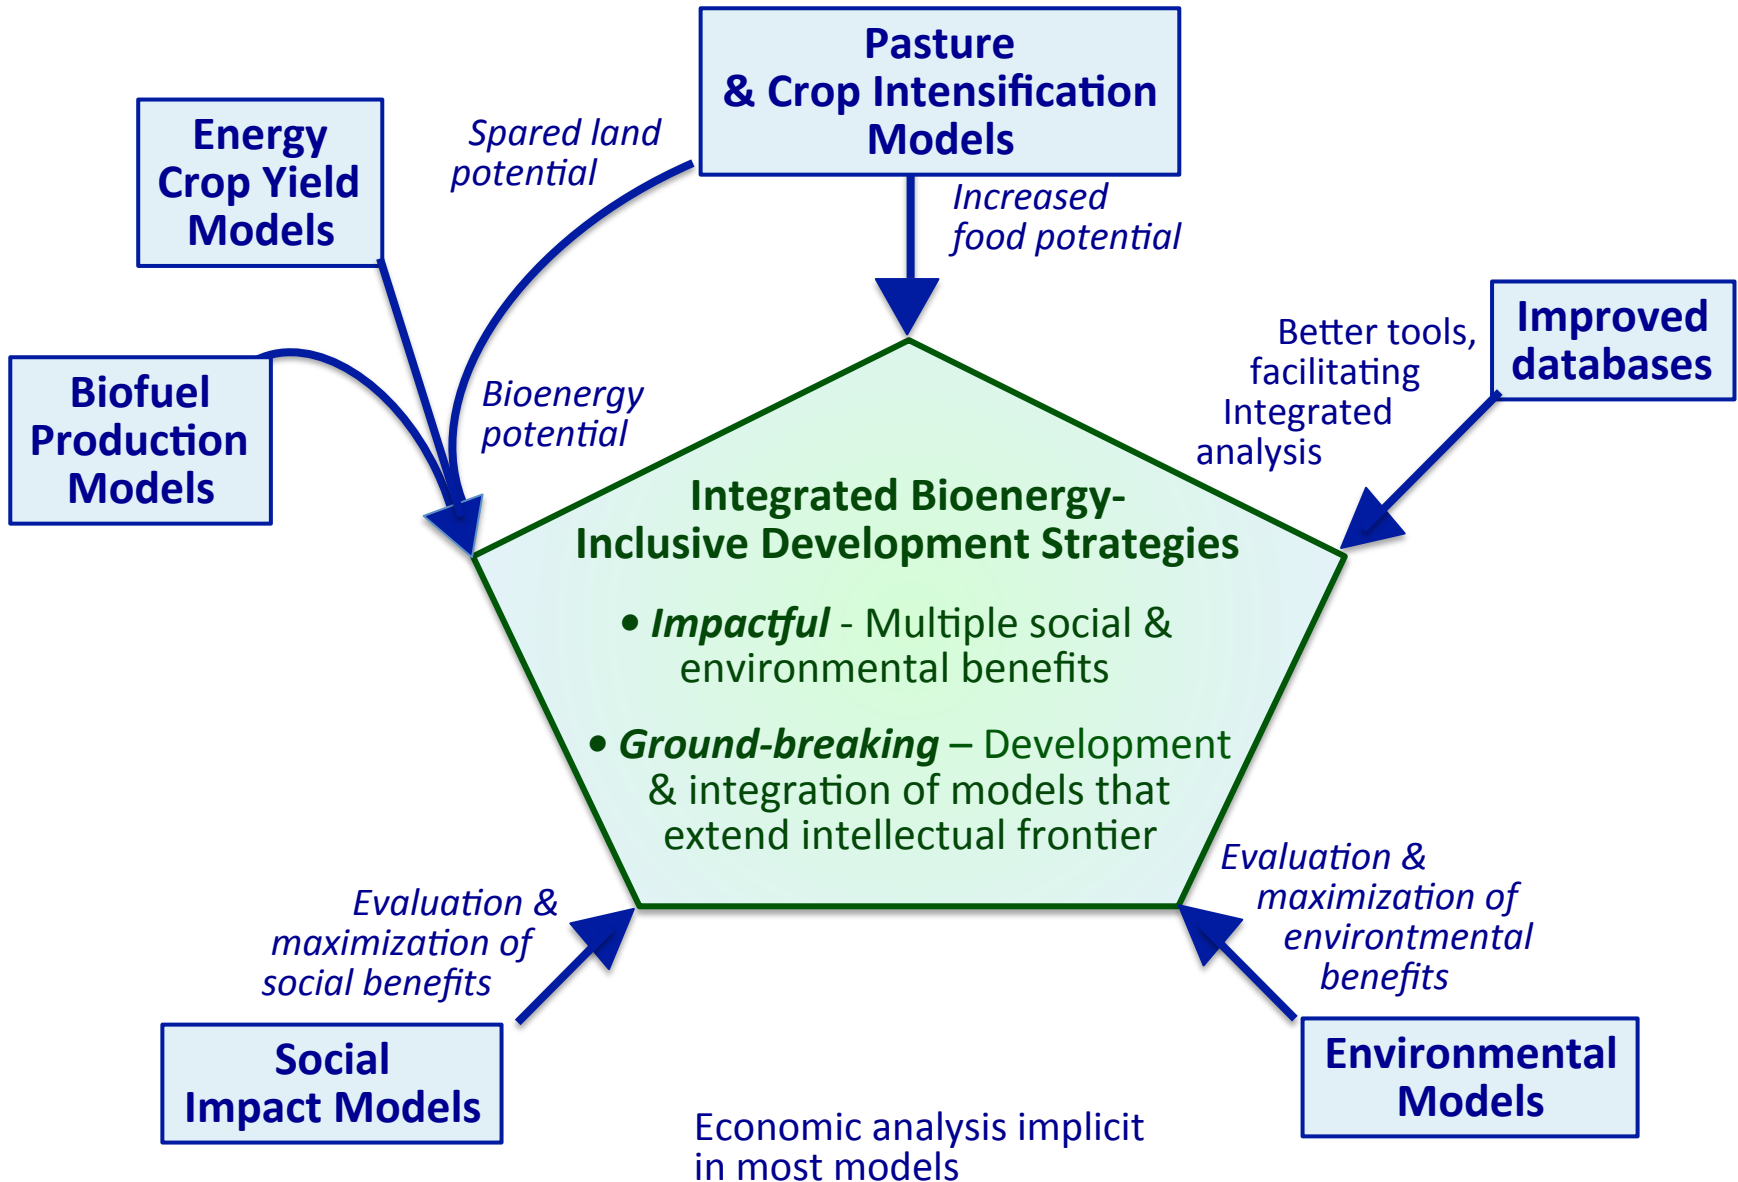 Pasture
& Crop Intensification
Models
Energy
Crop Yield
Models
Spared land
potential
Increased
food potential
Biofuel
Production
Models
Bioenergy
potential
Better tools,
facilitating
Integrated
analysis
Improved
databases
Integrated Bioenergy-
Inclusive Development Strategies
• Impactful - Multiple social &
environmental benefits
• Ground-breaking – Development
& integration of models that
extend intellectual frontier
Evaluation &
maximization of
social benefits
Evaluation &
maximization of
environtmental
benefits
Social
Impact Models
Environmental
Models
Economic analysis implicit
in most models